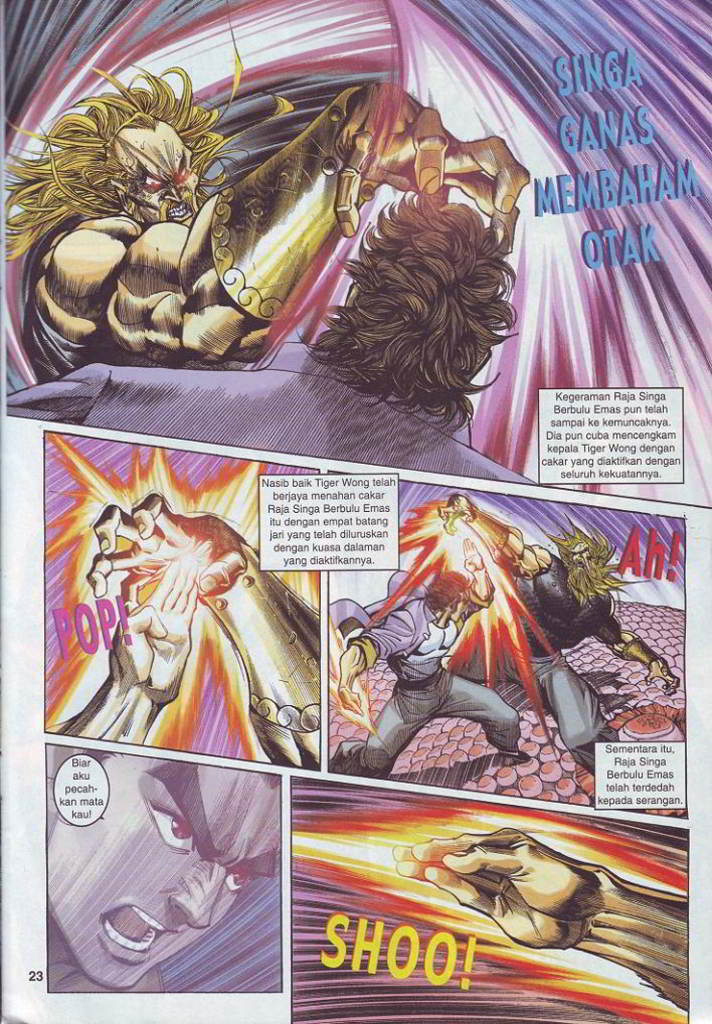 SINGA
GANAS
MEMBAHAM
OTAK
Kegeraman Raja Singa
Berbulu Emas pun telah
sampai ke kemuncaknya.
Dia pun cuba mencengkam
kepala Tiger Wong dengan
cakar yang diaktifkan dengan
seluruh kekuatannya.
Nasib baik Tiger Wong telah
berjaya menahan cakar
Raja Singa Berbulu Emas
itu dengan empat batang
jari yang telah diluruskan
dengan kuasa dalaman
yang diaktifkannya.
POP!
Ah!
Sementara itu,
Raja Singa
Berbulu Emas
telah terdedah
kepada serangan.
Biar
aku
pecah-
kan mata
kau!
SHOO!
23